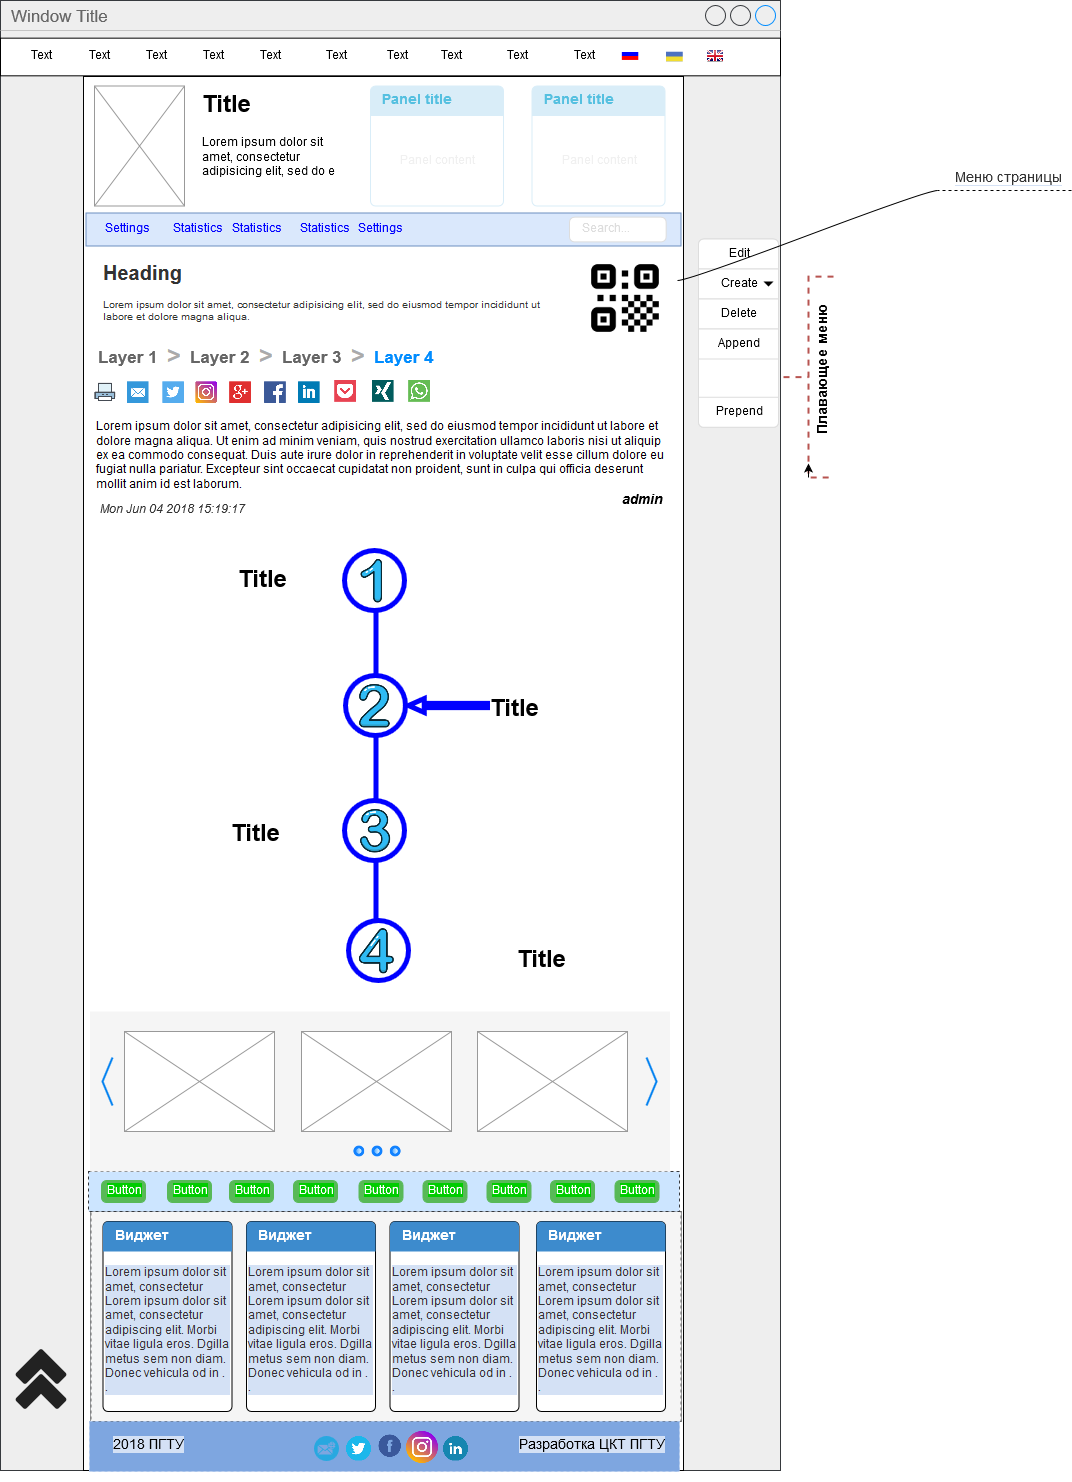 Window Title
Text Text Text Text Text Text Text Text Text Text
Title
Lorem ipsum dolor sit
amet, consectetur
adipisicing elit, sed do e
Panel title
Panel content
Panel title
Panel content
Settings Statistics Statistics Statistics Settings
Search...
Меню страницы
Heading
Lorem ipsum dolor sit amet, consectetur adipisicing elit, sed do eiusmod tempor incididunt ut
labore et dolore magna aliqua.
Edit
Create
Delete
Append
Prepend
Плавающее меню
Layer 1 > Layer 2 > Layer 3 > Layer 4
Lorem ipsum dolor sit amet, consectetur adipisicing elit, sed do eiusmod tempor incididunt ut labore et
dolore magna aliqua. Ut enim ad minim veniam, quis nostrud exercitation ullamco laboris nisi ut aliquip
ex ea commodo consequat. Duis aute irure dolor in reprehenderit in voluptate velit esse cillum dolore eu
fugiat nulla pariatur. Excepteur sint occaecat cupidatat non proident, sunt in culpa qui officia deserunt
mollit anim id est laborum.
admin
Mon Jun 04 2018 15:19:17
Title
1
2
Title
3
Title
4
Title
Button Button Button Button Button Button Button Button Button
Виджет
Lorem ipsum dolor sit
amet, consectetur
Lorem ipsum dolor sit
amet, consectetur
adipiscing elit. Morbi
vitae ligula eros. Dgilla
metus sem non diam.
Donec vehicula od in .
.
Виджет
Lorem ipsum dolor sit
amet, consectetur
Lorem ipsum dolor sit
amet, consectetur
adipiscing elit. Morbi
vitae ligula eros. Dgilla
metus sem non diam.
Donec vehicula od in .
.
Виджет
Lorem ipsum dolor sit
amet, consectetur
Lorem ipsum dolor sit
amet, consectetur
adipiscing elit. Morbi
vitae ligula eros. Dgilla
metus sem non diam.
Donec vehicula od in .
.
Виджет
Lorem ipsum dolor sit
amet, consectetur
Lorem ipsum dolor sit
amet, consectetur
adipiscing elit. Morbi
vitae ligula eros. Dgilla
metus sem non diam.
Donec vehicula od in .
.
2018 ПГТУ
Разработка ЦКТ ПГТУ